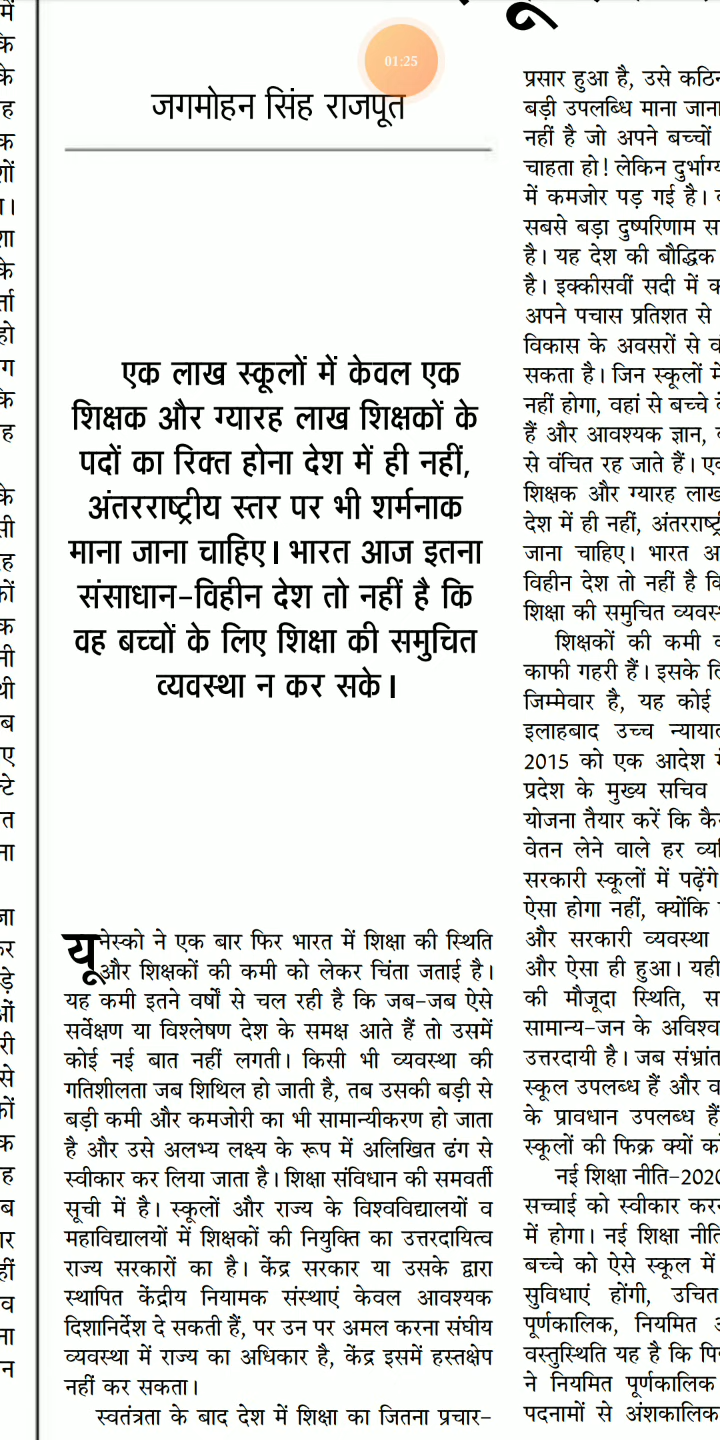 01:25
जगमोहन सिंह राजपूत
एक लाख स्कूलों में केवल एक
शिक्षक और ग्यारह लाख शिक्षकों के
पदों का रिक्त होना देश में ही नहीं,
अंतरराष्ट्रीय स्तर पर भी शर्मनाक
माना जाना चाहिए। भारत आज इतना
संसाधान-विहीन देश तो नहीं है कि
वह बच्चों के लिए शिक्षा की समुचित
व्यवस्था न कर सके।
यूनेस्को ने एक बार फिर भारत में शिक्षा की स्थिति
और शिक्षकों की कमी को लेकर चिंता जताई है।
यह कमी इतने वर्षों से चल रही है कि जब-जब ऐसे
सर्वेक्षण या विश्लेषण देश के समक्ष आते हैं तो उसमें
कोई नई बात नहीं लगती। किसी भी व्यवस्था की
गतिशीलता जब शिथिल हो जाती है, तब उसकी बड़ी से
बड़ी कमी और कमजोरी का भी सामान्यीकरण हो जाता
है और उसे अलभ्य लक्ष्य के रूप में अलिखित ढंग से
स्वीकार कर लिया जाता है। शिक्षा संविधान की समवर्ती
सूची में है। स्कूलों और राज्य के विश्वविद्यालयों व
महाविद्यालयों में शिक्षकों की नियुक्ति का उत्तरदायित्व
राज्य सरकारों का है। केंद्र सरकार या उसके द्वारा
स्थापित केंद्रीय नियामक संस्थाएं केवल आवश्यक
दिशानिर्देश दे सकती हैं, पर उन पर अमल करना संघीय
व्यवस्था में राज्य का अधिकार है, केंद्र इसमें हस्तक्षेप
नहीं कर सकता।
स्वतंत्रता के बाद देश में शिक्षा का जितना प्रचार-
प्रसार हुआ है, उसे
बड़ी उपलब्धि माना जाना
नहीं है जो अपने बच्चों
चाहता हो! लेकिन
में कमजोर पड़ गई है।
सबसे बड़ा दुष्परिणाम
है। यह देश की बौद्धिक
है। इक्कीसवीं सदी में
अपने पचास प्रतिशत से
विकास के अवसरों से
सकता है। जिन स्कूलों में
नहीं होगा, वहां से बच्चे
हैं और आवश्यक ज्ञान,
से वंचित रह जाते हैं।
शिक्षक और ग्यारह लाख
देश में ही नहीं,
जाना चाहिए। भारत
विहीन देश तो नहीं है
शिक्षा की समुचित
शिक्षकों की कमी
काफी गहरी हैं। इसके
जिम्मेवार है, यह कोई
इलाहबाद उच्च
2015 को एक आदेश
प्रदेश के मुख्य सचिव
योजना तैयार करें कि
वेतन लेने वाले हर
सरकारी स्कूलों में पढ़ेंगे
ऐसा होगा नहीं, क्योंकि
और सरकारी व्यवस्था
और ऐसा ही हुआ। यही
की मौजूदा स्थिति,
सामान्य-जन के
उत्तरदायी है। जब
स्कूल उपलब्ध हैं और
के प्रावधान उपलब्ध हैं
स्कूलों की फिक्र क्यों
नई शिक्षा नीति-2020
सच्चाई को स्वीकार
में होगा। नई शिक्षा नीति
बच्चे को ऐसे स्कूल में
सुविधाएं होंगी, उचित
पूर्णकालिक, नियमित
वस्तुस्थिति यह है कि
ने नियमित पूर्णकालिक
पदनामों से अंशकालिक